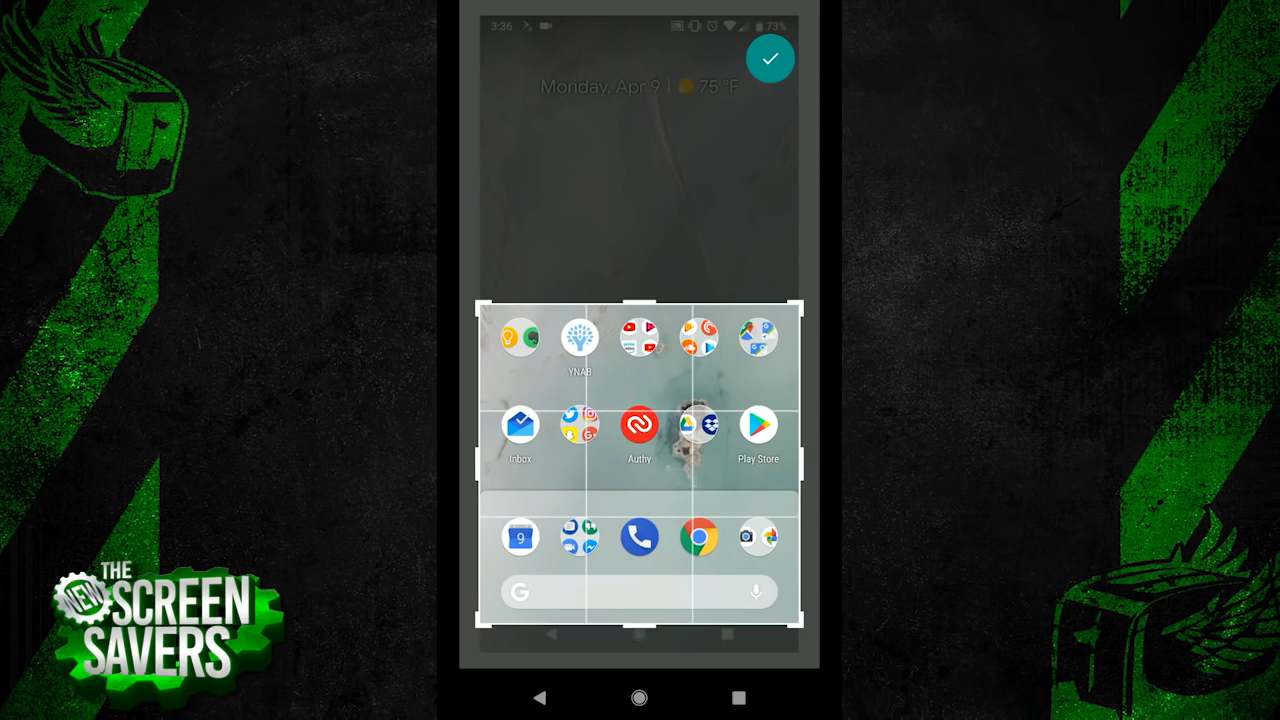 3:36
73%
Monday, Apr 9 | 75 °F
YNAB
Inbox
Authy
Play Store
9
G
THE
NEW
SCREEN
SAVERS